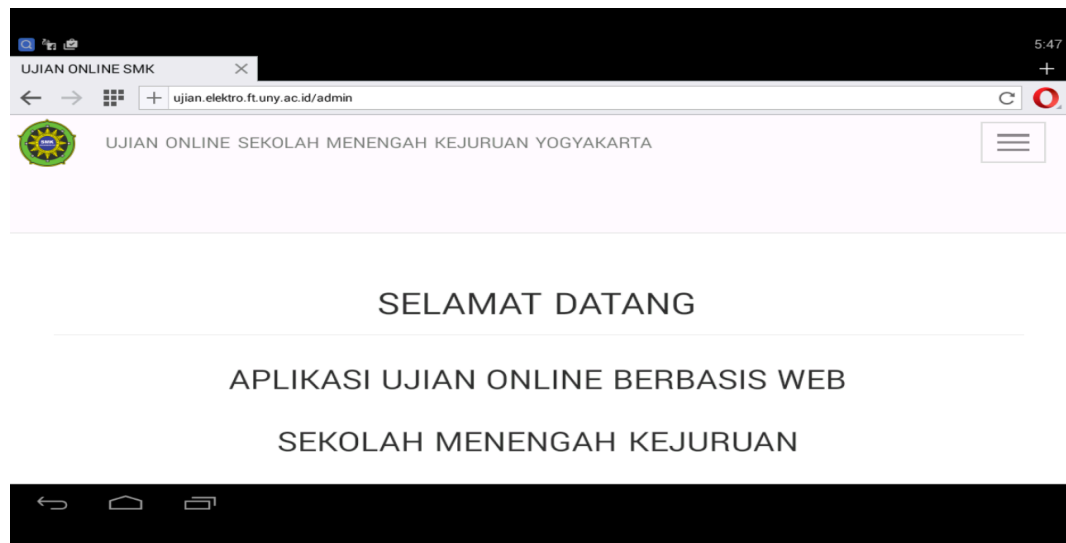 5:47
UJIAN ONLINE SMK
ujian.elektro.ft.uny.ac.id/admin
UJIAN ONLINE SEKOLAH MENENGAH KEJURUAN YOGYAKARTA
SELAMAT DATANG
APLIKASI UJIAN ONLINE BERBASIS WEB
SEKOLAH MENENGAH KEJURUAN